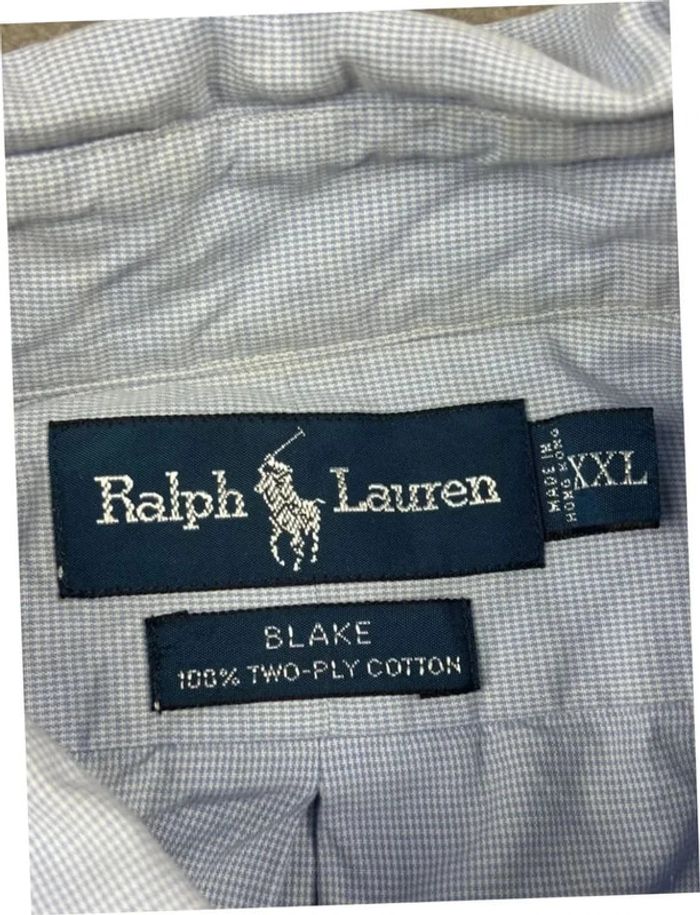 Ralph Lauren
MADE IN
HONG KONG
XXL
BLAKE
100% TWO-PLY COTTON